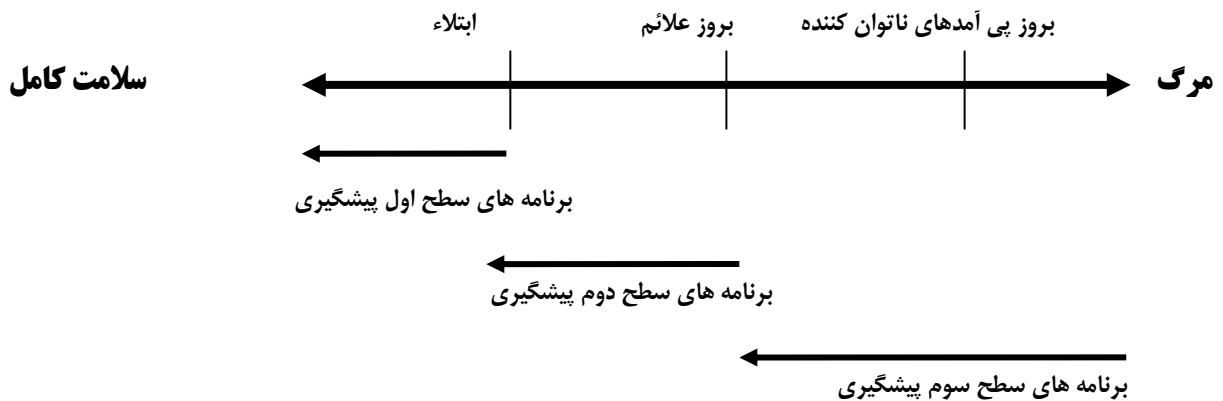 بروز پی آمدهای ناتوان کننده
بروز علائم
ابتلاء
مرگ
سلامت کامل
برنامه های سطح اول پیشگیری
برنامه های سطح دوم پیشگیری
برنامه های سطح سوم پیشگیری